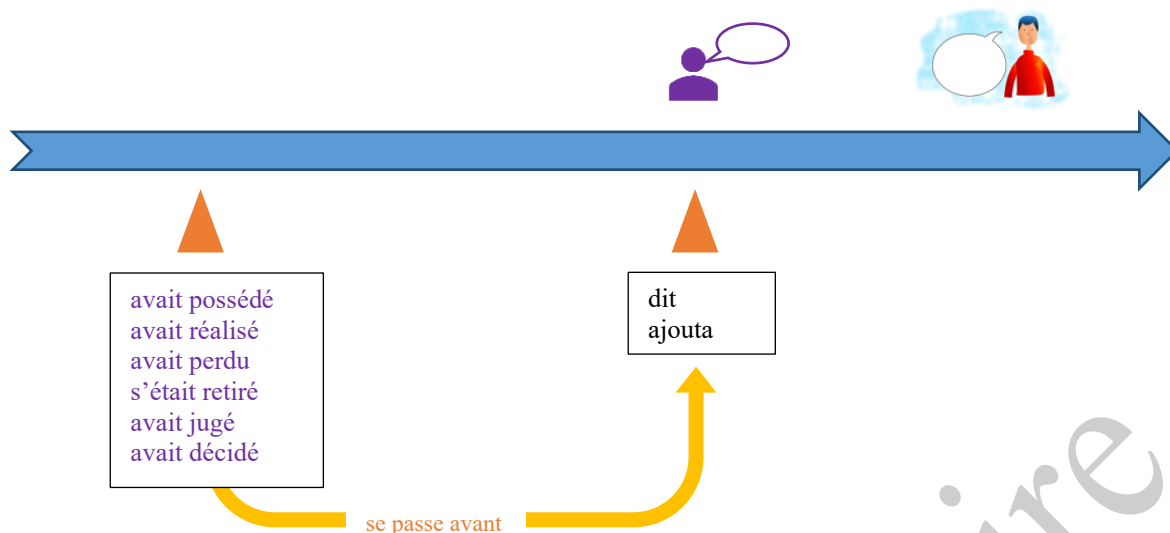 avait possédé
avait réalisé
avait perdu
s’était retiré
avait jugé
avait décidé
dit
ajouta
se passe avant